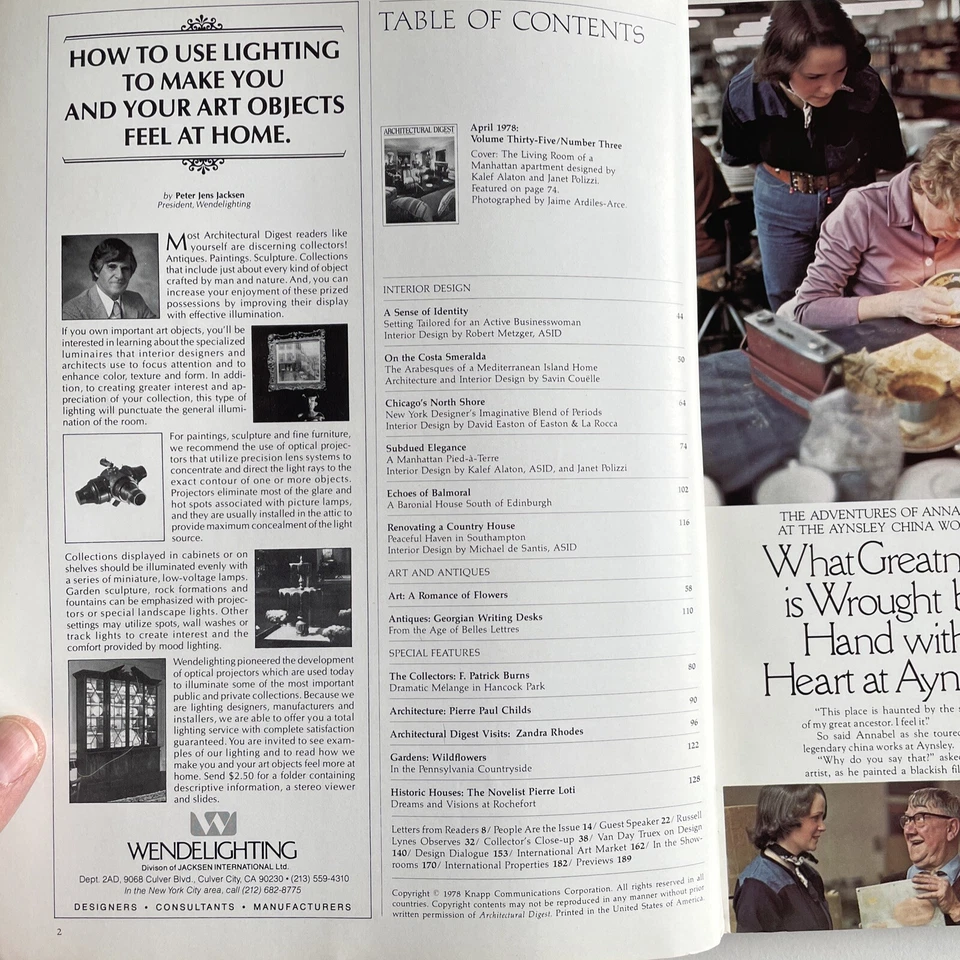 HOW TO USE LIGHTING
TO MAKE YOU
AND YOUR ART OBJECTS
FEEL AT HOME.
by Peter Jens Jacksen
President, Wendelighting
Most Architectural Digest readers like
yourself are discerning collectors!
Antiques. Paintings. Sculpture. Collections
that include just about every kind of object
crafted by man and nature. And, you can
increase your enjoyment of these prized
possessions by improving their display
with effective illumination.
If you own important art objects, you'll be
interested in learning about the specialized
luminaires that interior designers and
architects use to focus attention and to
enhance color, texture and form. In addi-
tion, to creating greater interest and ap-
preciation of your collection, this type of
lighting will punctuate the general illumi-
nation of the room.
For paintings, sculpture and fine furniture,
we recommend the use of optical projec-
tors that utilize precision lens systems to
concentrate and direct the light rays to the
exact contour of one or more objects.
Projectors eliminate most of the glare and
hot spots associated with picture lamps,
and they are usually installed in the attic to
provide maximum concealment of the light
source.
Collections displayed in cabinets or on
shelves should be illuminated evenly with
a series of miniature, low-voltage lamps.
Garden sculpture, rock formations and
fountains can be emphasized with projec-
tors or special landscape lights. Other
settings may utilize spots, wall washes or
track lights to create interest and the
comfort provided by mood lighting.
Wendelighting pioneered the development
of optical projectors which are used today
to illuminate some of the most important
public and private collections. Because we
are lighting designers, manufacturers and
installers, we are able to offer you a total
lighting service with complete satisfaction
guaranteed. You are invited to see exam-
ples of our lighting and to read how we
make you and your art objects feel more at
home. Send $2.50 for a folder containing
descriptive information, a stereo viewer
and slides.
W
WENDELIGHTING
Divison of JACKSEN INTERNATIONAL Ltd.
Dept. 2AD, 9068 Culver Blvd., Culver City, CA 90230 • (213) 559-4310
In the New York City area, call (212) 682-8775
DESIGNERS • CONSULTANTS • MANUFACTURERS
2
TABLE OF CONTENTS
ARCHITECTURAL DIGEST
April 1978:
Volume Thirty-Five/Number Three
Cover: The Living Room of a
Manhattan apartment designed by
Kalef Alaton and Janet Polizzi.
Featured on page 74.
Photographed by Jaime Ardiles-Arce.
INTERIOR DESIGN
A Sense of Identity 44
Setting Tailored for an Active Businesswoman
Interior Design by Robert Metzger, ASID
On the Costa Smeralda 50
The Arabesques of a Mediterranean Island Home
Architecture and Interior Design by Savin Couëlle
Chicago's North Shore 64
New York Designer's Imaginative Blend of Periods
Interior Design by David Easton of Easton & La Rocca
Subdued Elegance 74
A Manhattan Pied-à-Terre
Interior Design by Kalef Alaton, ASID, and Janet Polizzi
Echoes of Balmoral 102
A Baronial House South of Edinburgh
Renovating a Country House 116
Peaceful Haven in Southampton
Interior Design by Michael de Santis, ASID
ART AND ANTIQUES
Art: A Romance of Flowers 58
Antiques: Georgian Writing Desks 110
From the Age of Belles Lettres
SPECIAL FEATURES
The Collectors: F. Patrick Burns 80
Dramatic Mélange in Hancock Park
Architecture: Pierre Paul Childs 90
Architectural Digest Visits: Zandra Rhodes 96
Gardens: Wildflowers 122
In the Pennsylvania Countryside
Historic Houses: The Novelist Pierre Loti 128
Dreams and Visions at Rochefort
Letters from Readers 8/ People Are the Issue 14/ Guest Speaker 22/ Russell
Lynes Observes 32/ Collector's Close-up 38/ Van Day Truex on Design
140/ Design Dialogue 153/ International Art Market 162/ In the Show-
rooms 170/ International Properties 182/ Previews 189
Copyright © 1978 Knapp Communications Corporation. All rights reserved in all
countries. Copyright contents may not be reproduced in any manner without prior
written permission of Architectural Digest. Printed in the United States of America.
THE ADVENTURES OF ANNA
AT THE AYNSLEY CHINA WO
What Greatn
is Wrought b
Hand with
Heart at Ayn
"This place is haunted by the
of my great ancestor. I feel it."
So said Annabel as she toured
legendary china works at Aynsley.
"Why do you say that?" aske
artist, as he painted a blackish fil